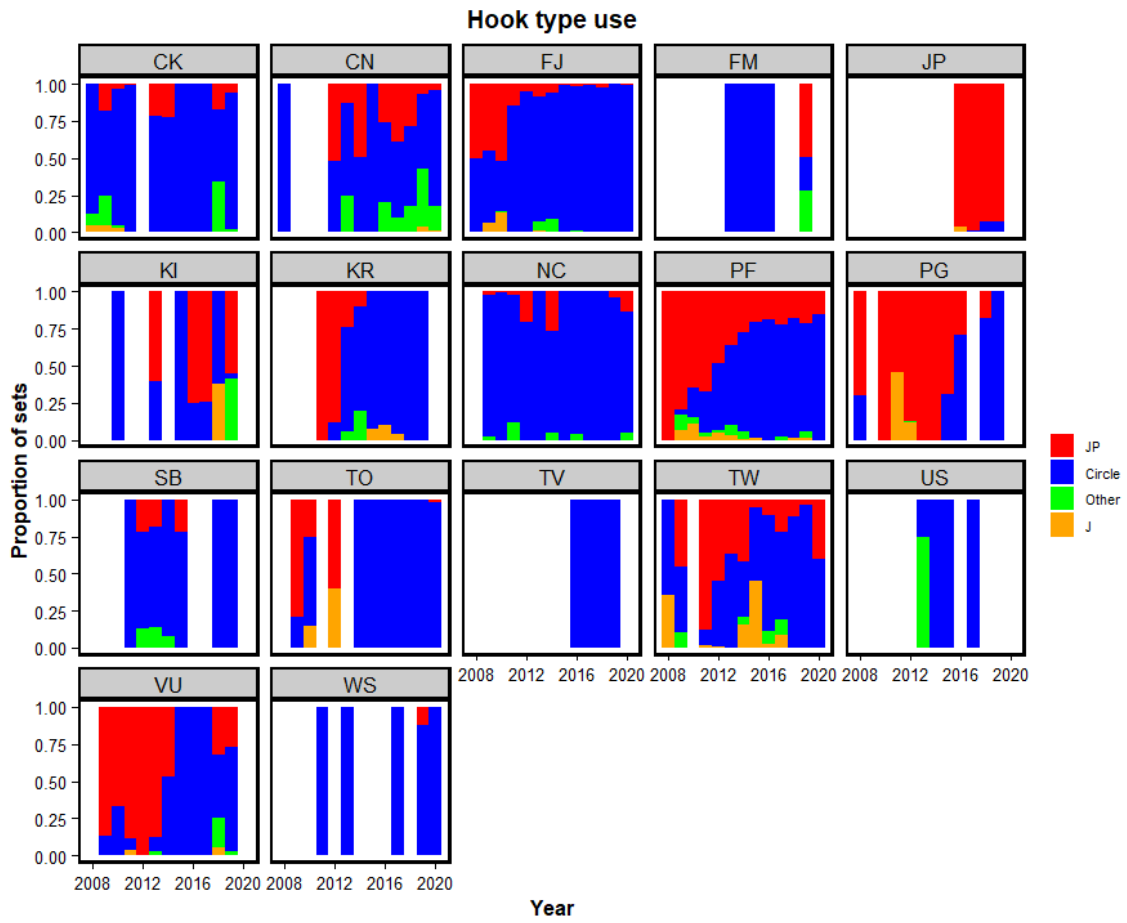 Hook type use
CK CN FJ FM JP
1.00
0.75
0.50
0.25
0.00
KI KR NC PF PG
1.00
0.75
0.50
0.25
0.00
SB TO TV TW US
1.00
0.75
0.50
0.25
0.00
2008 2012 2016 2020 2008 2012 2016 2020 2008 2012 2016 2020
VU WS
1.00
0.75
0.50
0.25
0.00
2008 2012 2016 2020 2008 2012 2016 2020
Proportion of sets
Year
JP
Circle
Other
J